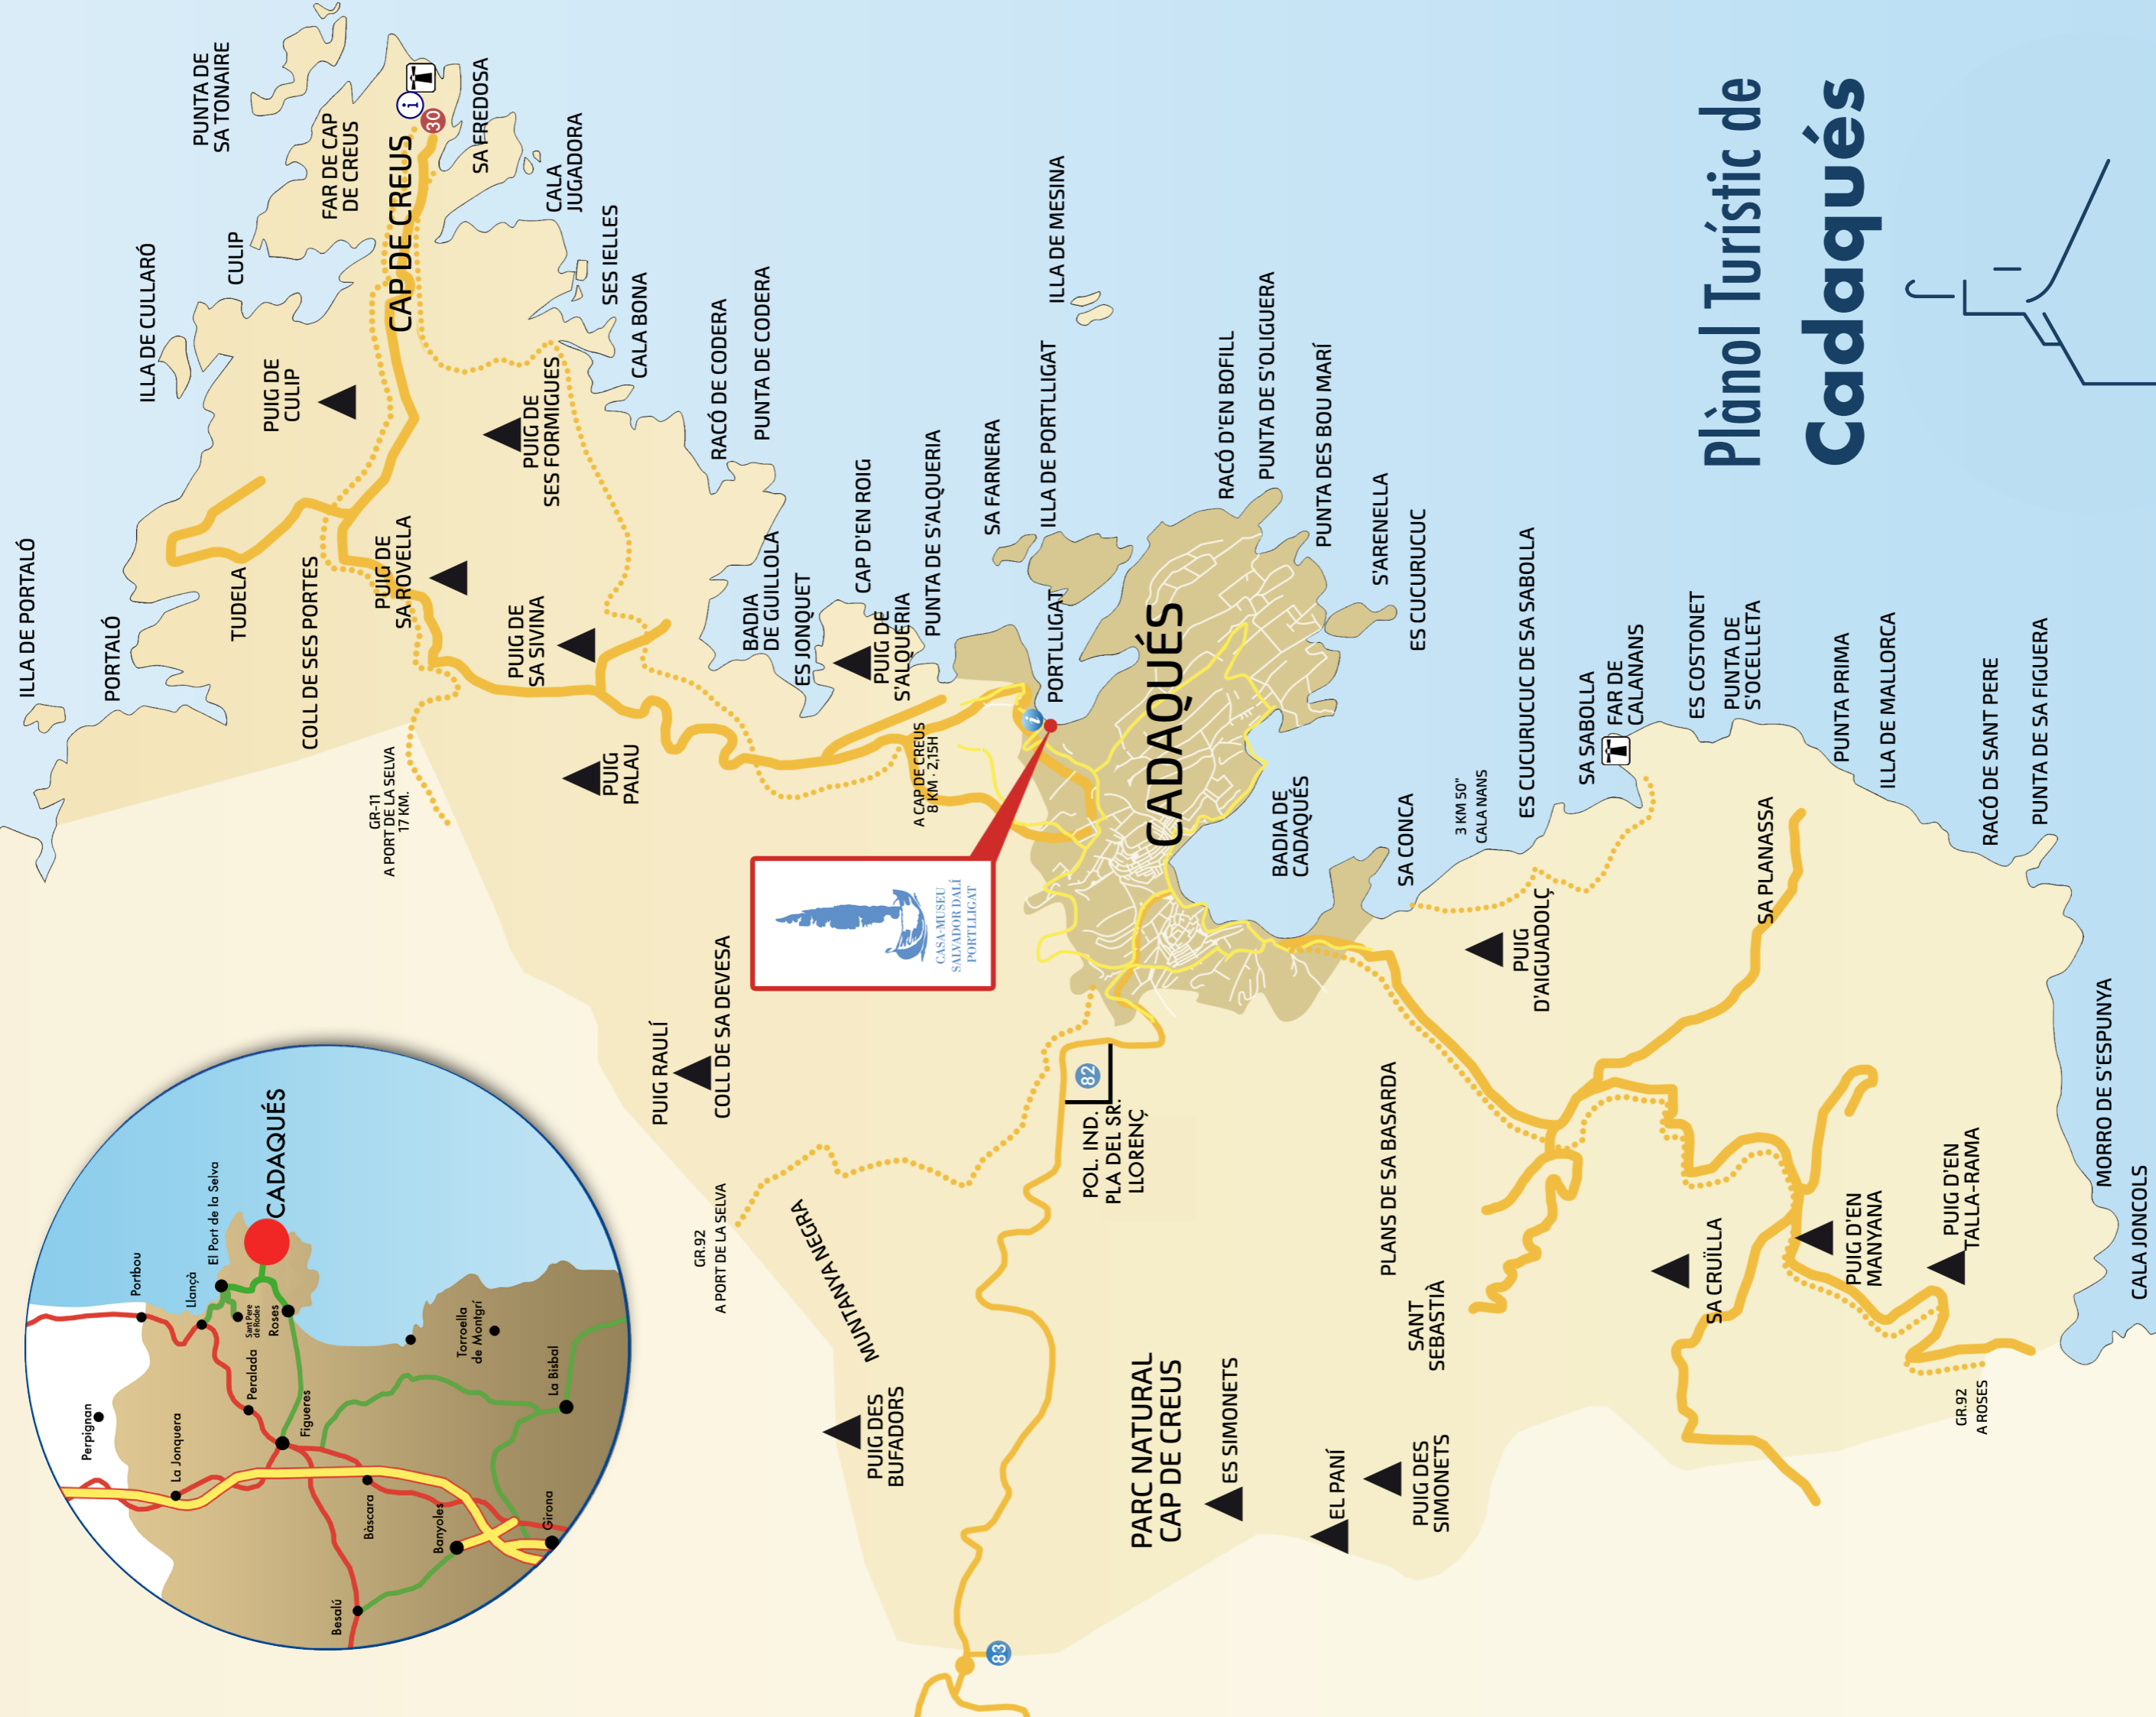 Plànol Turístic de
Cadaqués
ILLA DE PORTALÓ
PORTALÓ
ILLA DE CULLARÓ
CULIP
PUNTA DE
SA TONAIRE
FAR DE CAP
DE CREUS
CAP DE CREUS
i
30
SA FREDOSA
CALA
JUGADORA
SES IELLES
CALA BONA
PUIG DE
CULIP
PUIG DE
SES FORMIGUES
TUDELA
COLL DE SES PORTES
PUIG DE
SA ROVELLA
PUIG DE
SA SIVINA
RACÓ DE CODERA
PUNTA DE CODERA
BADIA
DE GUILLOLA
ES JONQUET
CAP D'EN ROIG
PUIG DE
S'ALQUERIA
PUNTA DE S'ALQUERIA
SA FARNERA
ILLA DE PORTLLIGAT
ILLA DE MESINA
PORTLLIGAT
i
GR-11
A PORT DE LA SELVA
17 KM.
PUIG
PALAU
A CAP DE CREUS
8 KM · 2,15H
CASA-MUSEU
SALVADOR DALÍ
PORTLLIGAT
CADAQUÉS
RACÓ D'EN BOFILL
PUNTA DE S'OLIGUERA
PUNTA DES BOU MARÍ
S'ARENELLA
ES CUCURUCUC
BADIA DE
CADAQUÉS
SA CONCA
3 KM 50"
CALA NANS
ES CUCURUCUC DE SA SABOLLA
SA SABOLLA
FAR DE
CALANANS
ES COSTONET
PUNTA DE
S'OCELLETA
PUNTA PRIMA
ILLA DE MALLORCA
RACÓ DE SANT PERE
PUNTA DE SA FIGUERA
SA PLANASSA
PUIG
D'AIGUADOLÇ
PUIG RAULÍ
COLL DE SA DEVESA
GR.92
A PORT DE LA SELVA
MUNTANYA NEGRA
82
POL. IND.
PLA DEL SR.
LLORENÇ
PLANS DE SA BASARDA
SANT
SEBASTIÀ
SA CRUÏLLA
PUIG D'EN
MANYANA
PUIG D'EN
TALLA-RAMA
MORRO DE S'ESPUNYA
CALA JONCOLS
GR.92
A ROSES
PUIG DES
BUFADORS
PARC NATURAL
CAP DE CREUS
ES SIMONETS
EL PANÍ
PUIG DES
SIMONETS
83
CADAQUÉS
El Port de la Selva
Portbou
Llançà
Sant Pere
de Rodes
Roses
Peralada
Figueres
Perpignan
La Jonquera
Torroella
de Montgrí
La Bisbal
Bàscara
Banyoles
Girona
Besalú